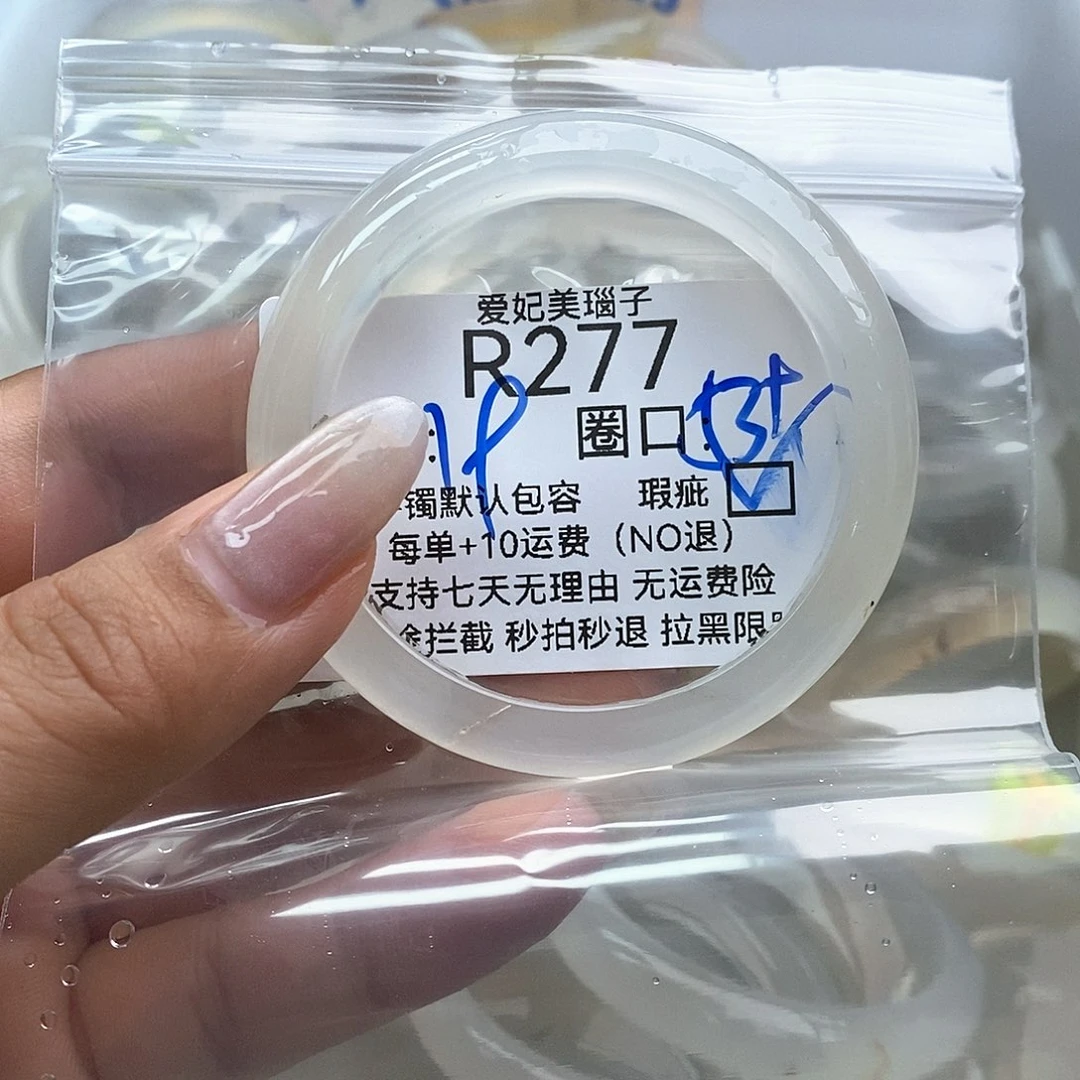 爱妃美瑙子
R277
: 圈口: 53+
镯默认包容 瑕疵 ✓
每单+10运费（NO退）
支持七天无理由 无运费险
拦截 秒拍秒退 拉黑限